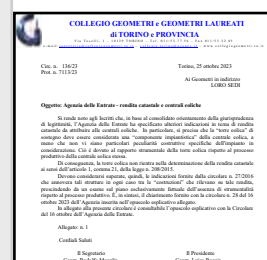 COLLEGIO GEOMETRI e GEOMETRI LAUREATI
di TORINO e PROVINCIA
Circ. n. 136/23
Torino, 25 ottobre 2023
Prot. n. 7113/23
Ai Geometri in indirizzo
LORO SEDI
Oggetto: Agenzia delle Entrate - rendita catastale e centrali eoliche
Si rende noto agli Iscritti che, in base al consolidato orientamento della giurisprudenza
di legittimità, l'Agenzia delle Entrate ha specificato ulteriori indicazioni in tema di rendita
catastale da attribuire alle centrali eoliche. In particolare, si precisa che la "torre eolica" di
sostegno deve essere considerata una "componente impiantistica" della centrale eolica, a
meno che non vi siano particolari peculiarità costruttive specifiche dell'impianto in
considerazione. Ciò è dovuto al rapporto strumentale della torre eolica rispetto al processo
produttivo della centrale eolica stessa.
Di conseguenza, la torre eolica non rientra nella determinazione della rendita catastale
ai sensi dell'articolo 1, comma 21, della legge n. 208/2015.
Devono considerarsi superate, quindi, le indicazioni fornite dalla circolare n. 27/2016
che annovera tali strutture in ogni caso tra le "costruzioni" che rilevano su tale rendita,
prescindendo da un esame sul piano esclusivamente fattuale dell'assenza di strumentalità
rispetto al processo produttivo. È, in sintesi, il chiarimento fornito con la circolare n. 28 del 16
ottobre 2023 dell'Agenzia inserita nell'opuscolo esplicativo allegato.
In allegato alla presente circolare è consultabile l'opuscolo esplicativo con la Circolare
del 16 ottobre dell'Agenzia delle Entrate.
Allegato: n. 1
Cordiali Saluti
Il Segretario
Il Presidente